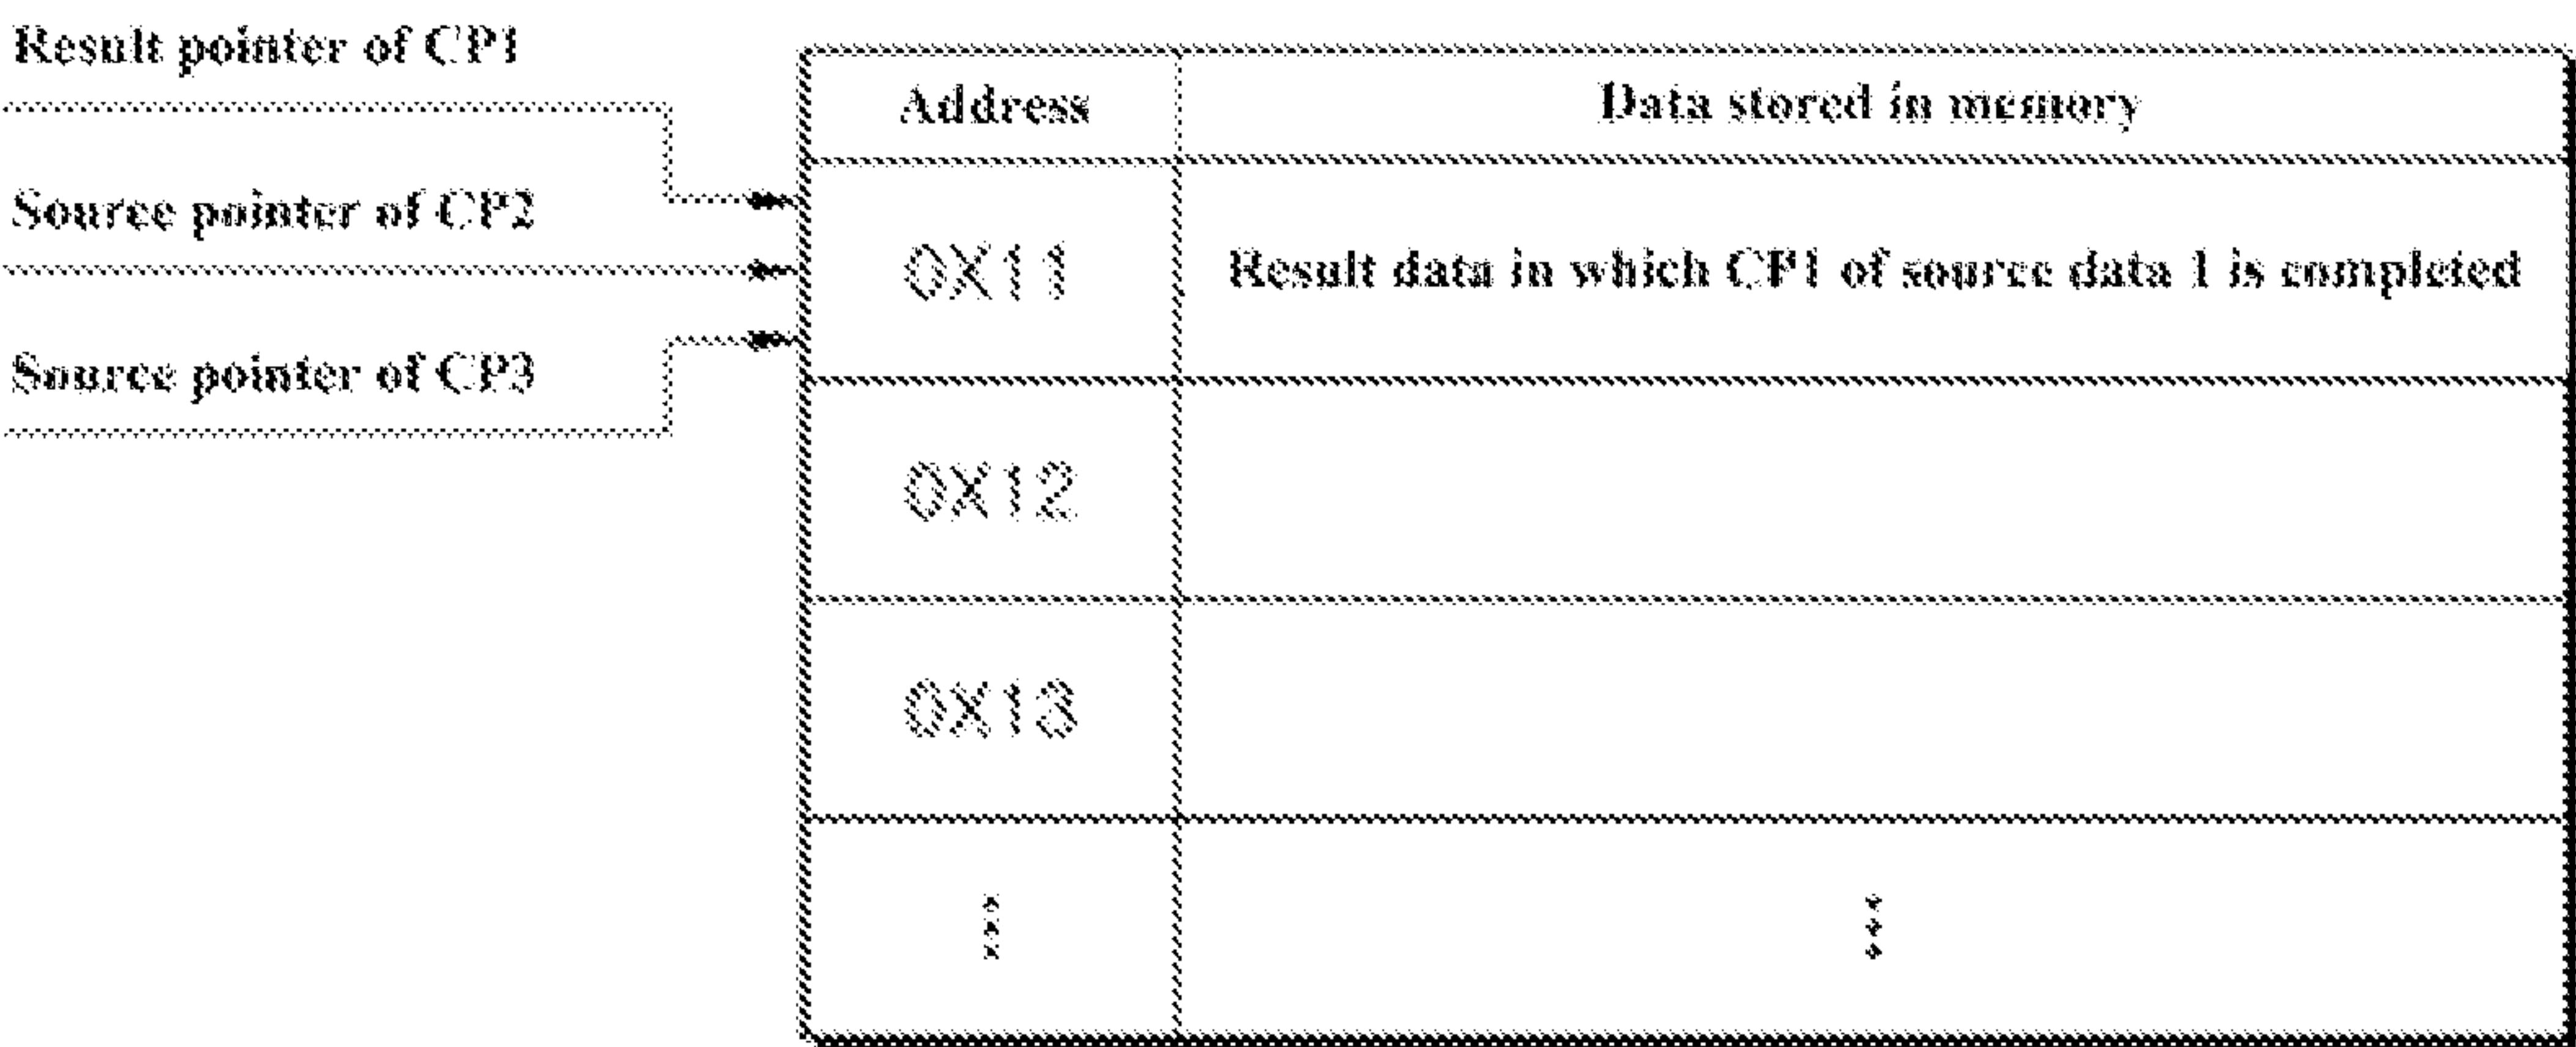 Result pointer of CP1
Source pointer of CP2
Source pointer of CP3
Address Data stored in memory
0X11 Result data in which CP1 of source data 1 is completed
0X12
0X13